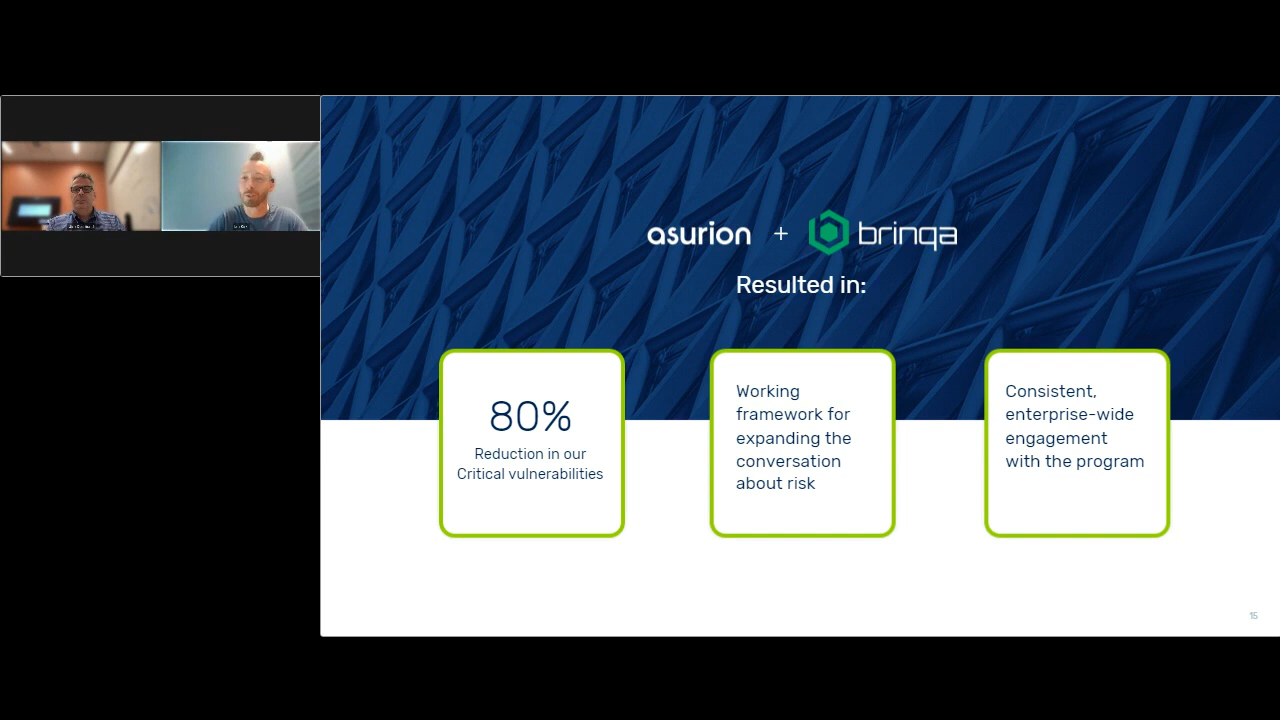 asurion + brinqa
Resulted in:
80%
Reduction in our
Critical vulnerabilities
Working
framework for
expanding the
conversation
about risk
Consistent,
enterprise-wide
engagement
with the program
15